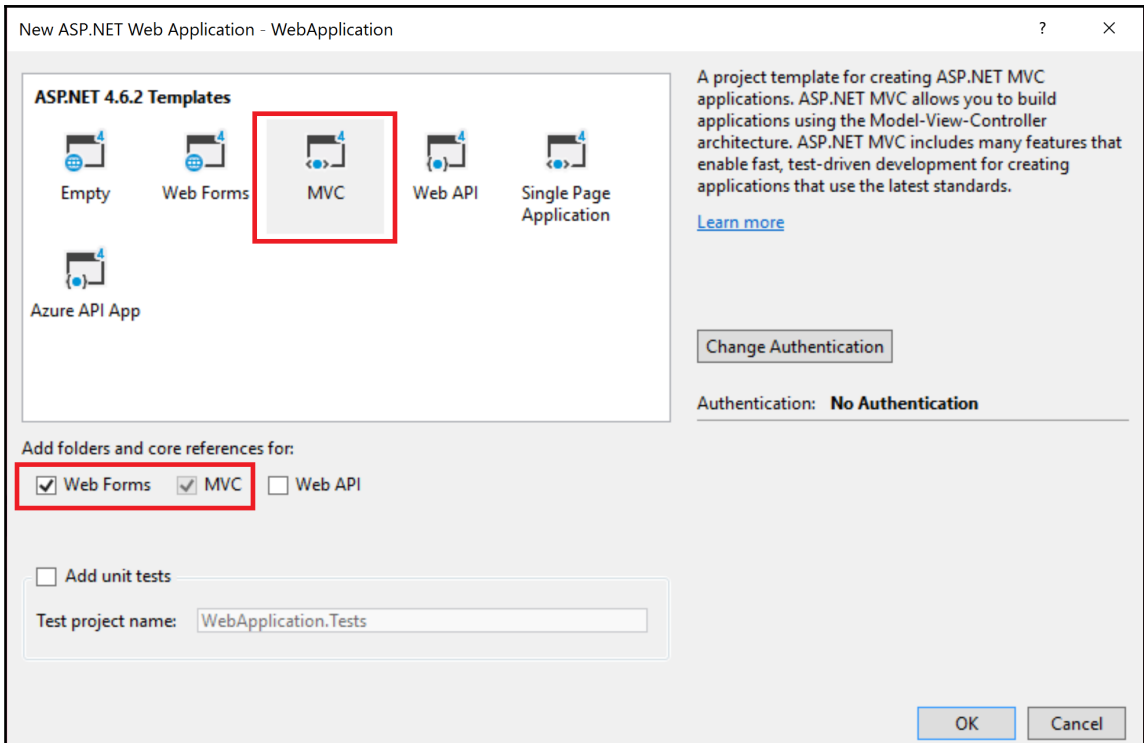 New ASP.NET Web Application - WebApplication
?
ASP.NET 4.6.2 Templates
4 4 4 4 4
Empty Web Forms MVC Web API Single Page
Application
4
Azure API App
A project template for creating ASP.NET MVC
applications. ASP.NET MVC allows you to build
applications using the Model-View-Controller
architecture. ASP.NET MVC includes many features that
enable fast, test-driven development for creating
applications that use the latest standards.
Learn more
Change Authentication
Authentication: No Authentication
Add folders and core references for:
Web Forms MVC Web API
Add unit tests
Test project name: WebApplication.Tests
OK Cancel